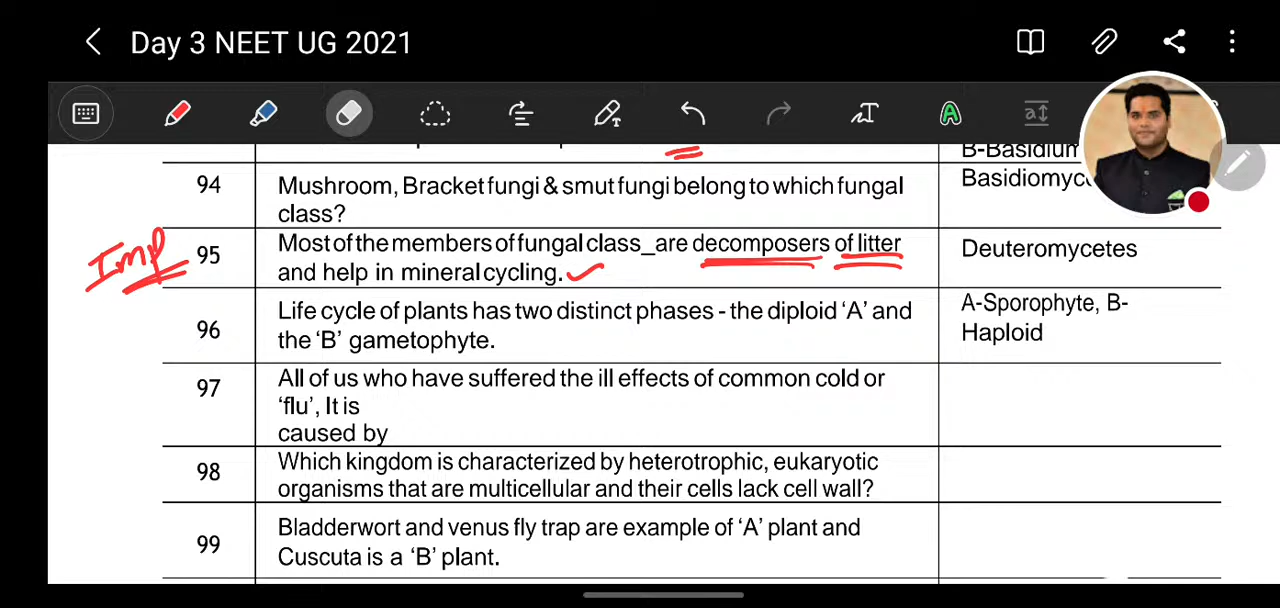 Day 3 NEET UG 2021
B-Basidium
94
Mushroom, Bracket fungi & smut fungi belong to which fungal
class?
Imp
95
Most of the members of fungal class_are decomposers of litter
and help in mineral cycling.
Deuteromycetes
96
Life cycle of plants has two distinct phases - the diploid ‘A’ and
the ‘B’ gametophyte.
A-Sporophyte, B-
Haploid
97
All of us who have suffered the ill effects of common cold or
‘flu’, It is
caused by
98
Which kingdom is characterized by heterotrophic, eukaryotic
organisms that are multicellular and their cells lack cell wall?
99
Bladderwort and venus fly trap are example of ‘A’ plant and
Cuscuta is a ‘B’ plant.